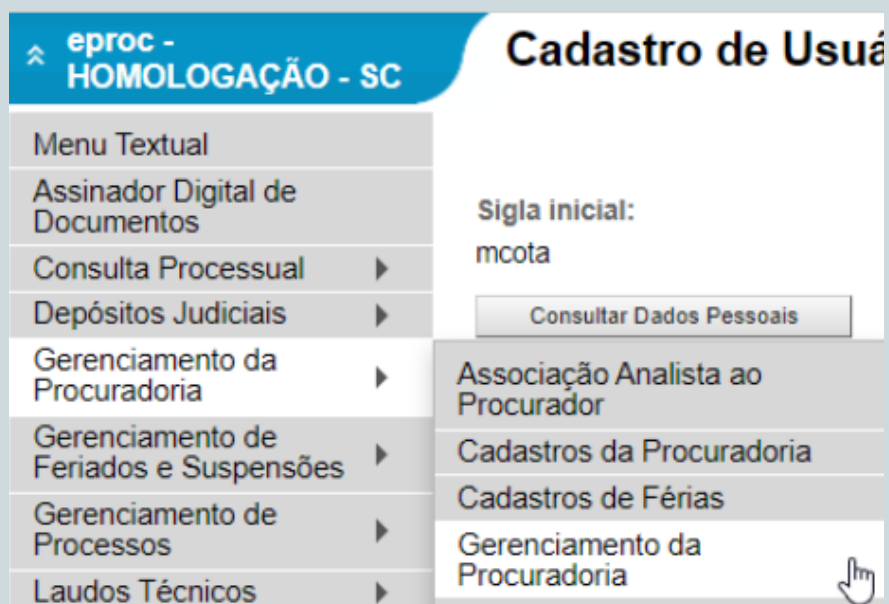 eproc -
HOMOLOGAÇÃO - SC
Cadastro de Usuá
Menu Textual
Assinador Digital de
Documentos
Consulta Processual
Depósitos Judiciais
Gerenciamento da
Procuradoria
Gerenciamento de
Feriados e Suspensões
Gerenciamento de
Processos
Laudos Técnicos
Sigla inicial:
mcota
Consultar Dados Pessoais
Associação Analista ao
Procurador
Cadastros da Procuradoria
Cadastros de Férias
Gerenciamento da
Procuradoria